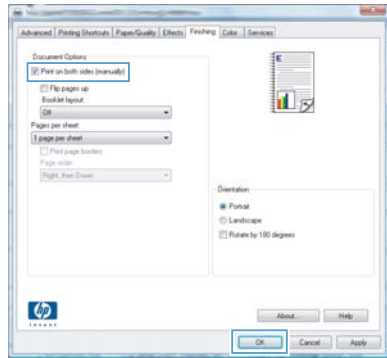 Advanced Printing Shortcuts Paper/Quality Effects Finishing Color Services
Document Options
Print on both sides (manually)
Flip pages up
Booklet layout:
Off
Pages per sheet:
1 page per sheet
Print page borders
Page order:
Right, then Down
Orientation
Portrait
Landscape
Rotate by 180 degrees
hp
invent
About... Help
OK Cancel Apply